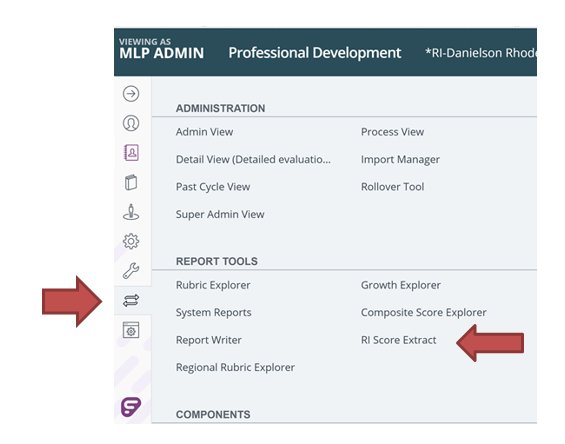 VIEWING AS
MLP ADMIN Professional Development *RI-Danielson Rhod
ADMINISTRATION
Admin View Process View
Detail View (Detailed evaluatio... Import Manager
Past Cycle View Rollover Tool
Super Admin View
REPORT TOOLS
Rubric Explorer Growth Explorer
System Reports Composite Score Explorer
Report Writer RI Score Extract
Regional Rubric Explorer
COMPONENTS